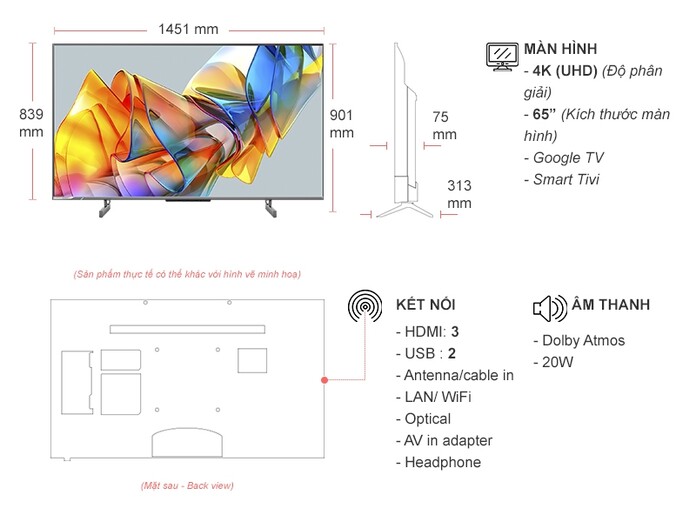 1451 mm
839
mm
901
mm
75
mm
313
mm
MÀN HÌNH
- 4K (UHD) (Độ phân
giải)
- 65” (Kích thước màn
hình)
- Google TV
- Smart Tivi
(Sản phẩm thực tế có thể khác với hình vẽ minh hoạ)
KẾT NỐI
- HDMI: 3
- USB : 2
- Antenna/cable in
- LAN/ WiFi
- Optical
- AV in adapter
- Headphone
ÂM THANH
- Dolby Atmos
- 20W
(Mặt sau - Back view)